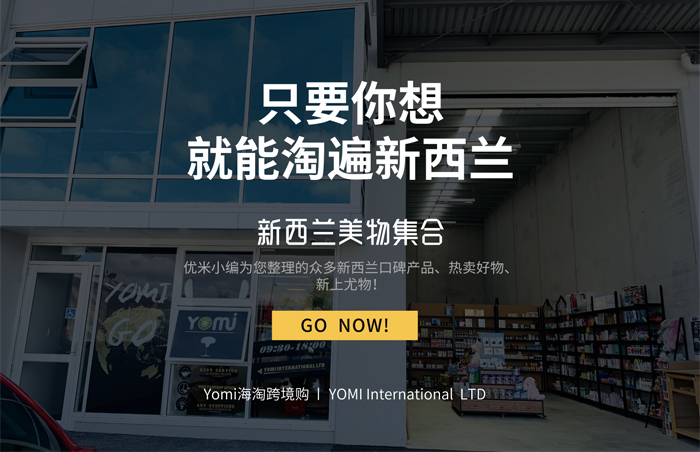 只要你想
就能淘遍新西兰
新西兰美物集合
优米小编为您整理的众多新西兰口碑产品、热卖好物、
新上尤物！
GO NOW!
Yomi海淘跨境购 | YOMI International LTD
YOMI
GO
YOMI
09:30-18:00
YOMI INTERNATIONAL LTD